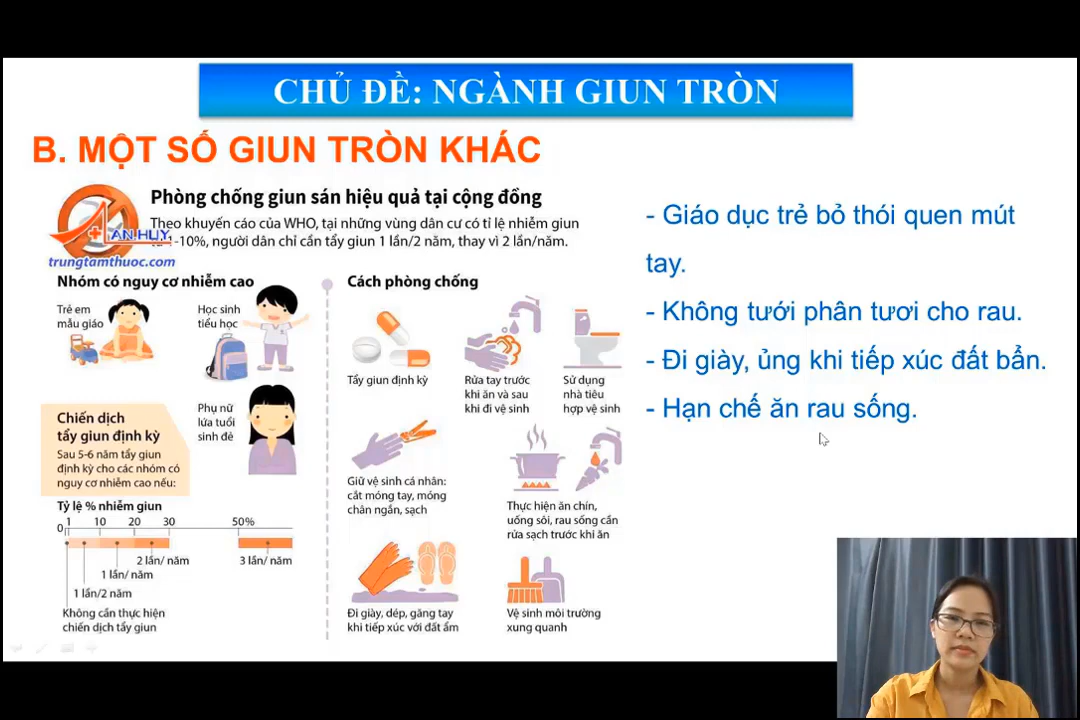 CHỦ ĐỀ: NGÀNH GIUN TRÒN
B. MỘT SỐ GIUN TRÒN KHÁC
Phòng chống giun sán hiệu quả tại cộng đồng
Theo khuyến cáo của WHO, tại những vùng dân cư có tỉ lệ nhiễm giun
1-10%, người dân chỉ cần tẩy giun 1 lần/2 năm, thay vì 2 lần/năm.
AN HUY
trungtamthuoc.com
Nhóm có nguy cơ nhiễm cao
Trẻ em
mẫu giáo
Học sinh
tiểu học
Phụ nữ
lứa tuổi
sinh đẻ
Chiến dịch
tẩy giun định kỳ
Sau 5-6 năm tẩy giun
định kỳ cho các nhóm có
nguy cơ nhiễm cao nếu:
Tỷ lệ % nhiễm giun
0 1 10 20 30 50%
2 lần/ năm
3 lần/ năm
1 lần/ năm
1 lần/2 năm
Không cần thực hiện
chiến dịch tẩy giun
Cách phòng chống
Tẩy giun định kỳ
Rửa tay trước
khi ăn và sau
khi đi vệ sinh
Sử dụng
nhà tiêu
hợp vệ sinh
Giữ vệ sinh cá nhân:
cắt móng tay, móng
chân ngắn, sạch
Thực hiện ăn chín,
uống sôi, rau sống cần
rửa sạch trước khi ăn
Đi giày, dép, găng tay
khi tiếp xúc với đất ẩm
Vệ sinh môi trường
xung quanh
- Giáo dục trẻ bỏ thói quen mút
tay.
- Không tưới phân tươi cho rau.
- Đi giày, ủng khi tiếp xúc đất bẩn.
- Hạn chế ăn rau sống.